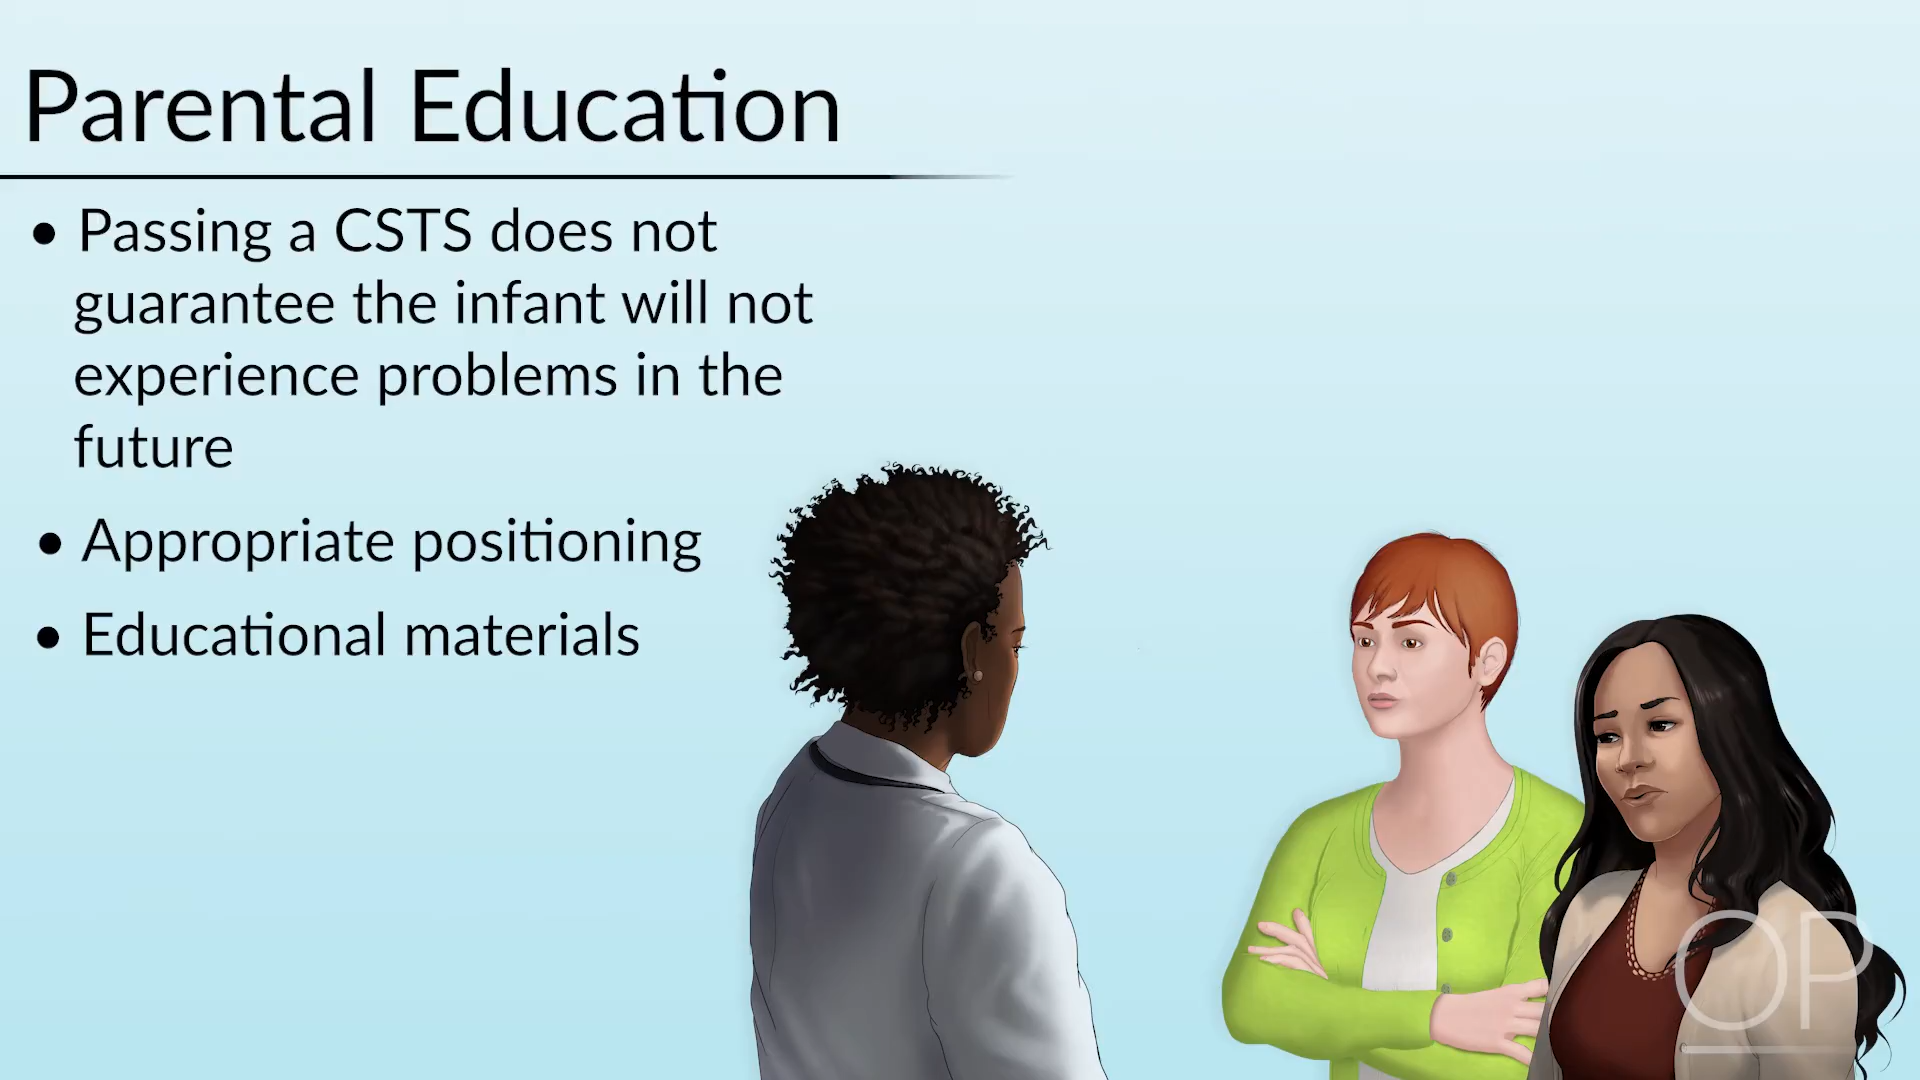 Parental Education
• Passing a CSTS does not
guarantee the infant will not
experience problems in the
future
• Appropriate positioning
• Educational materials
OP